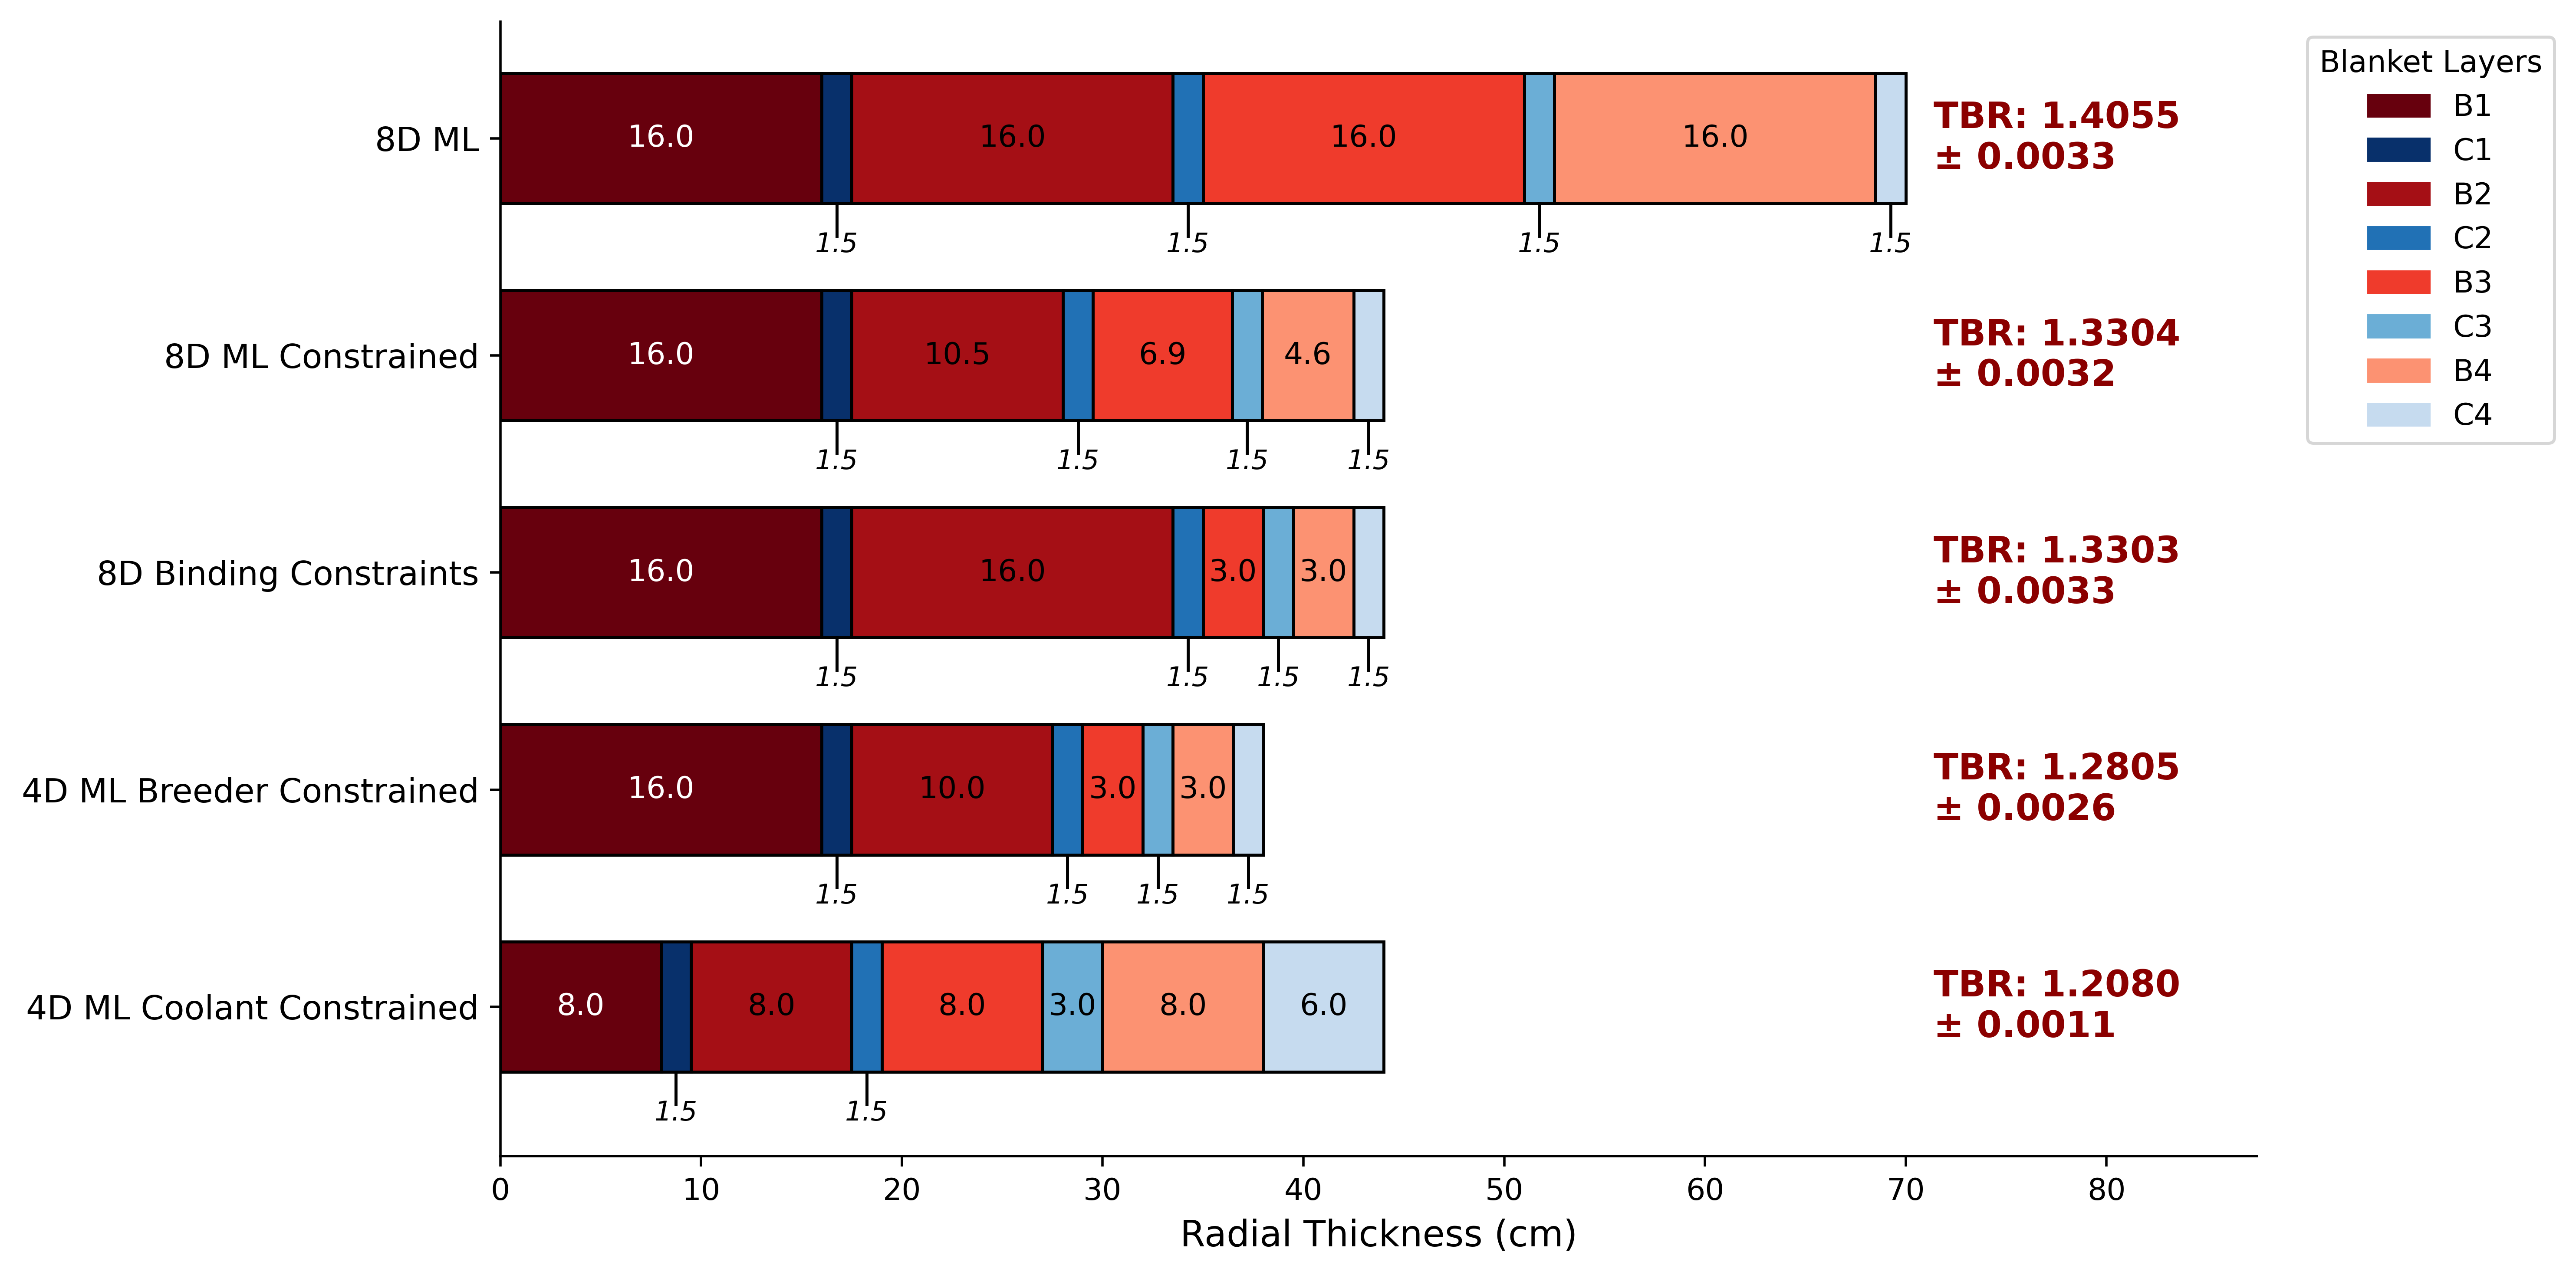 Blanket Layers
B1
C1
B2
C2
B3
C3
B4
C4
8D ML
16.0
16.0
16.0
16.0
TBR: 1.4055
± 0.0033
1.5
1.5
1.5
1.5
8D ML Constrained
16.0
10.5
6.9
4.6
TBR: 1.3304
± 0.0032
1.5
1.5
1.5
1.5
8D Binding Constraints
16.0
16.0
3.0
3.0
TBR: 1.3303
± 0.0033
1.5
1.5
1.5
1.5
4D ML Breeder Constrained
16.0
10.0
3.0
3.0
TBR: 1.2805
± 0.0026
1.5
1.5
1.5
1.5
4D ML Coolant Constrained
8.0
8.0
8.0
3.0
8.0
6.0
TBR: 1.2080
± 0.0011
1.5
1.5
0 10 20 30 40 50 60 70 80
Radial Thickness (cm)